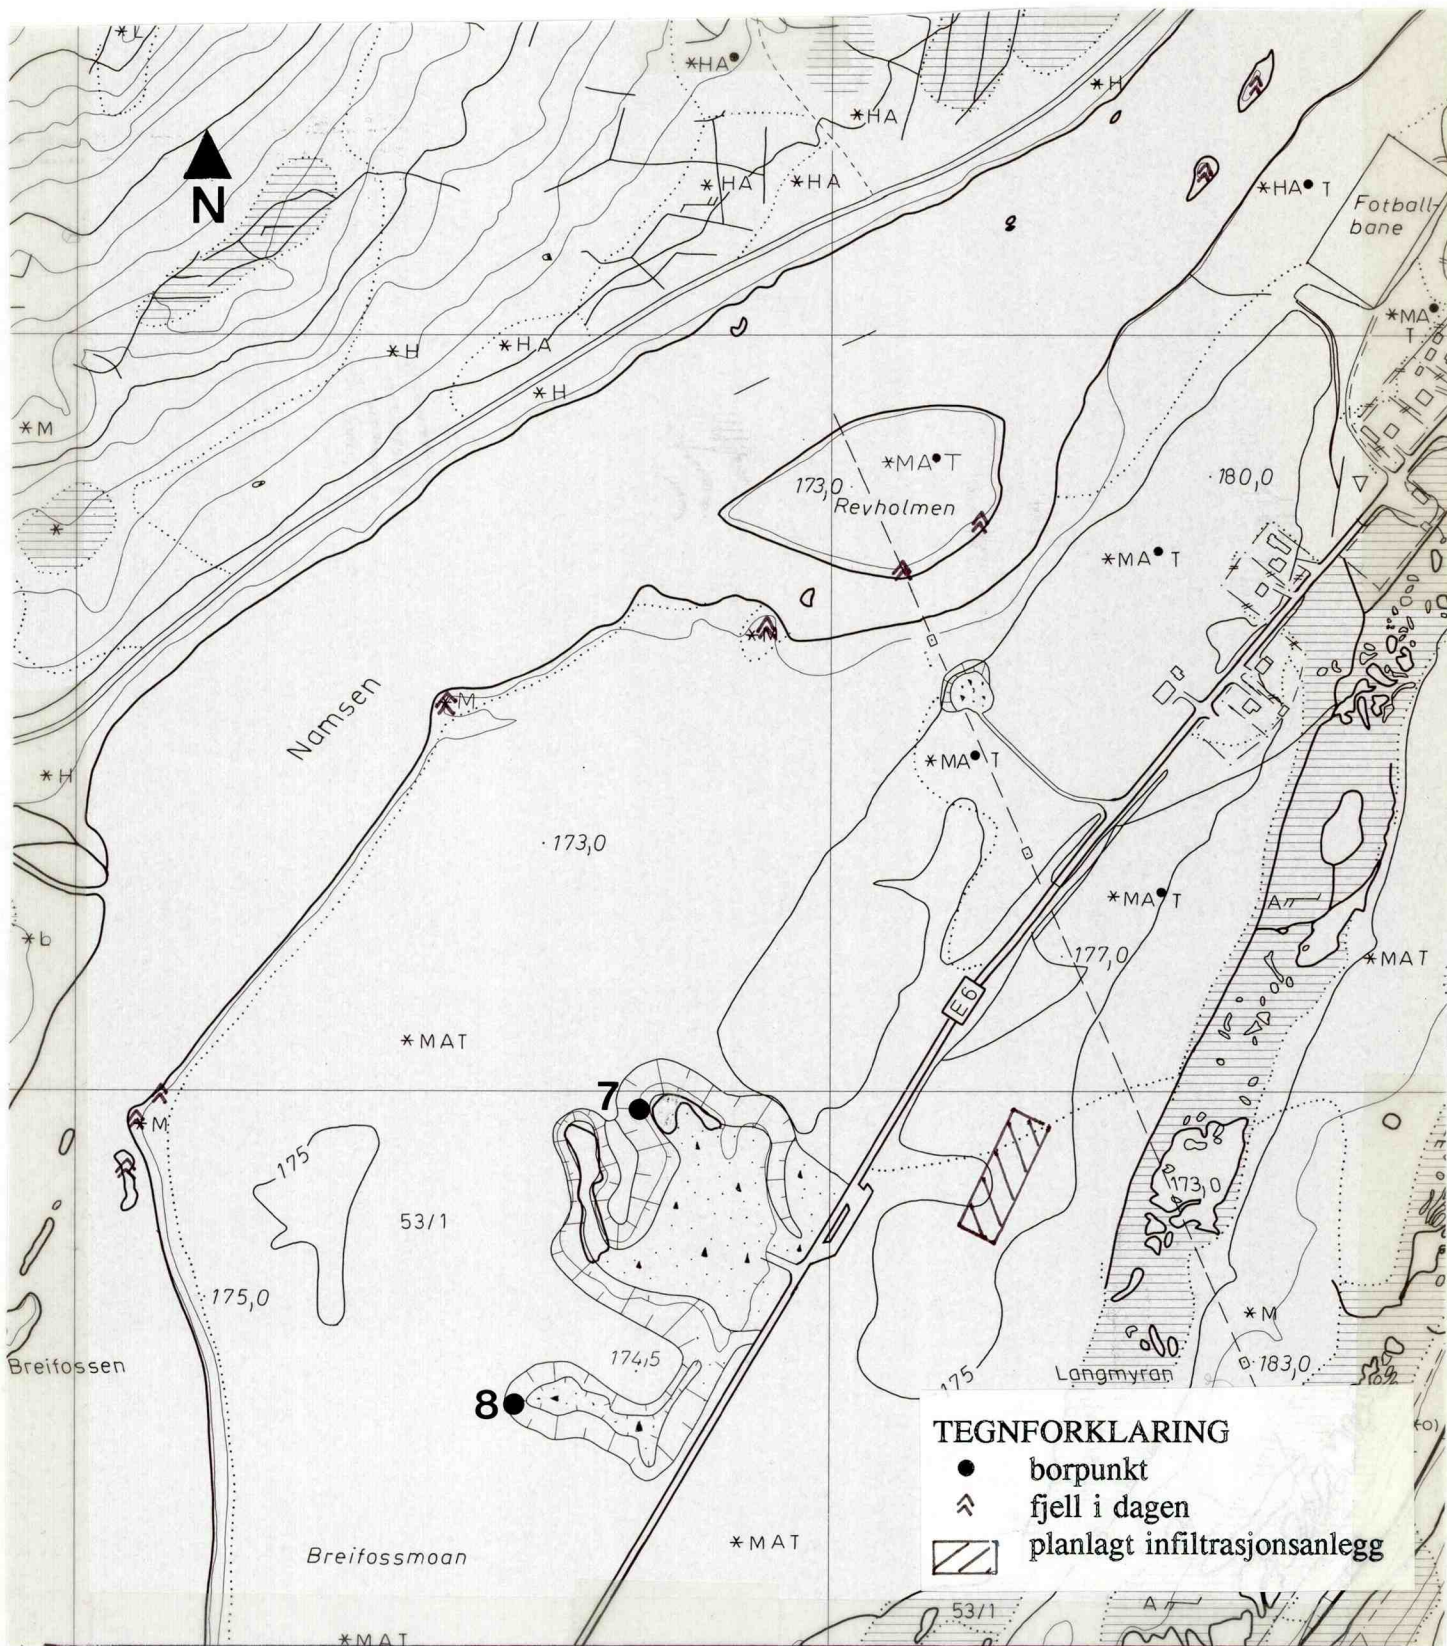 *L
*HA
*H
*HA
N
*HA
*HA
*HA T
Fotball-
bane
*MA
T
*H
*HA
*H
*M
*MA T
173,0
Revholmen
180,0
*MA T
*
*M
Namsen
*MA T
*H
173,0
*MA T
A
*b
177,0
*MAT
E6
*MAT
7
*M
175
173,0
53/1
175,0
*M
174,5
Breifossen
183,0
Langmyran
175
8
TEGNFORKLARING
borpunkt
fjell i dagen
planlagt infiltrasjonsanlegg
*MAT
Breifossmoan
A
53/1
*MAT